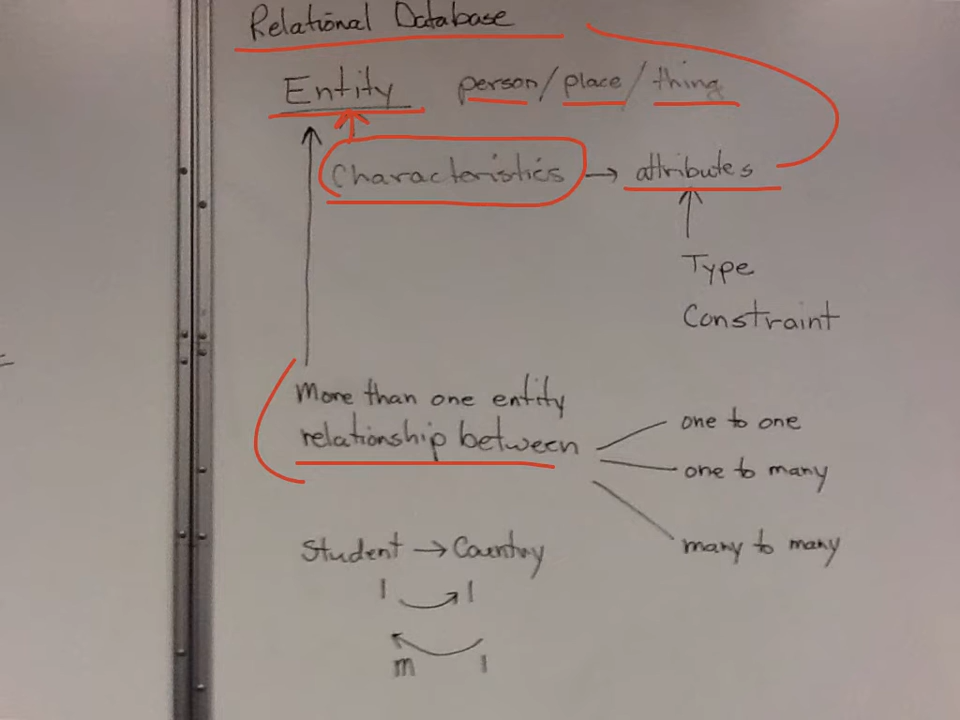 Relational Database
Entity person/place/thing
Characteristics → attributes
Type
Constraint
More than one entity
relationship between
one to one
one to many
many to many
Student → Country
1 1
m 1